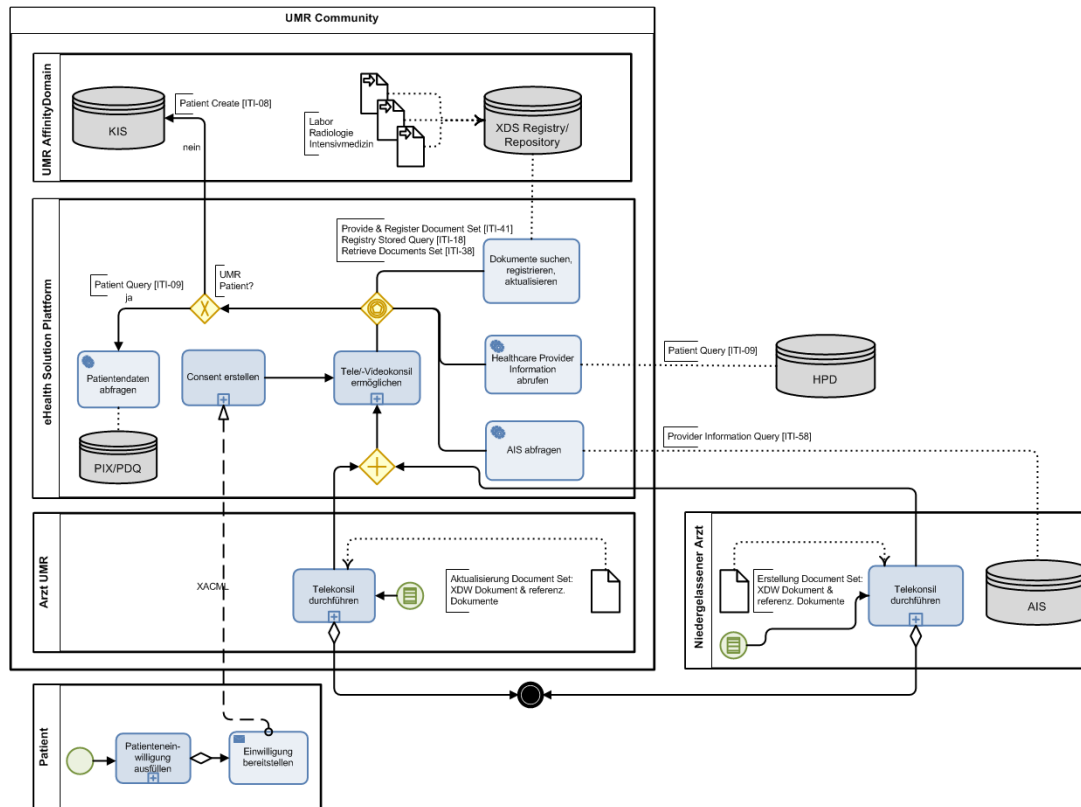 UMR Community
UMR AffinityDomain
KIS
Patient Create [ITI-08]
nein
Labor
Radiologie
Intensivmedizin
XDS Registry/
Repository
eHealth Solution Plattform
Provide & Register Document Set [ITI-41]
Registry Stored Query [ITI-18]
Retrieve Documents Set [ITI-38]
Dokumente suchen,
registrieren,
aktualisieren
Patient Query [ITI-09]
ja
UMR
Patient?
Patientendaten
abfragen
Consent erstellen
Tele/-Videokonsil
ermöglichen
Healthcare Provider
Information
abrufen
Patient Query [ITI-09]
HPD
PIX/PDQ
AIS abfragen
Provider Information Query [ITI-58]
Arzt UMR
XACML
Telekonsil
durchführen
Aktualisierung Document Set:
XDW Dokument & referenz.
Dokumente
Niedergelassener Arzt
Erstellung Document Set:
XDW Dokument &
referenz. Dokumente
Telekonsil
durchführen
AIS
Patient
Patientenein-
willigung
ausfüllen
Einwilligung
bereitstellen